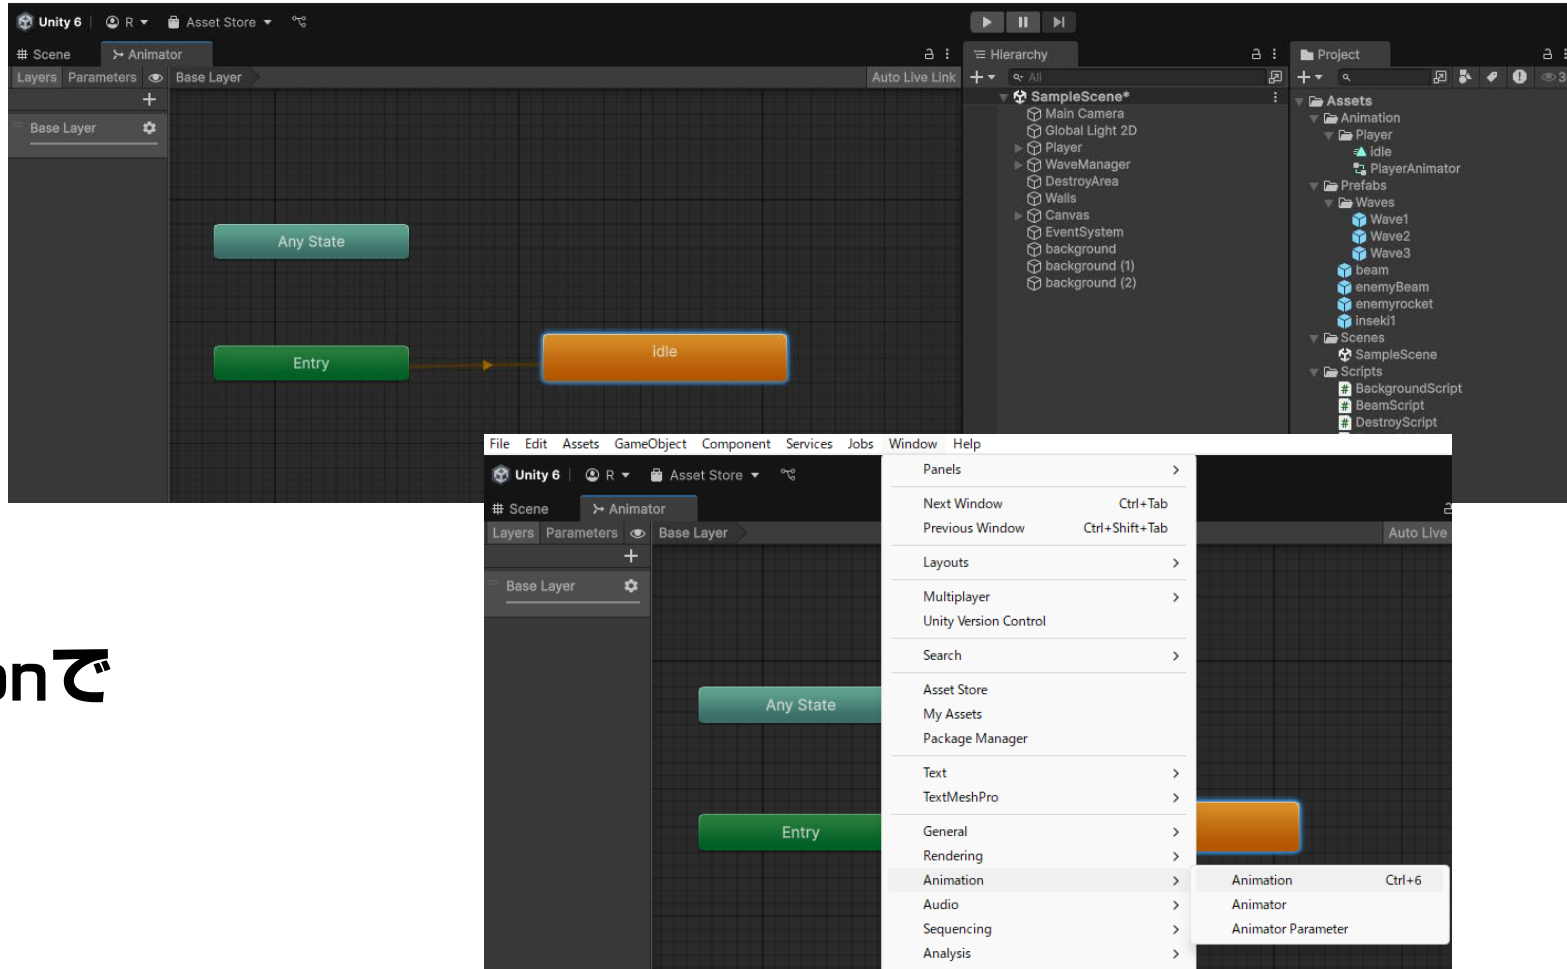 Unity 6 R Asset Store
Scene Animator
Layers Parameters Base Layer Auto Live Link
Base Layer
Any State
Entry
idle
Hierarchy
All
SampleScene*
Main Camera
Global Light 2D
Player
WaveManager
DestroyArea
Walls
Canvas
EventSystem
background
background (1)
background (2)
Project
3
Assets
Animation
Player
idle
PlayerAnimator
Prefabs
Waves
Wave1
Wave2
Wave3
beam
enemyBeam
enemyrocket
inseki1
Scenes
SampleScene
Scripts
BackgroundScript
BeamScript
DestroyScript
onで
File Edit Assets GameObject Component Services Jobs Window Help
Unity 6 R Asset Store
Scene Animator
Layers Parameters Base Layer Auto Live
Base Layer
Any State
Entry
Panels
Next Window Ctrl+Tab
Previous Window Ctrl+Shift+Tab
Layouts
Multiplayer
Unity Version Control
Search
Asset Store
My Assets
Package Manager
Text
TextMeshPro
General
Rendering
Animation
Audio
Sequencing
Analysis
Animation Ctrl+6
Animator
Animator Parameter